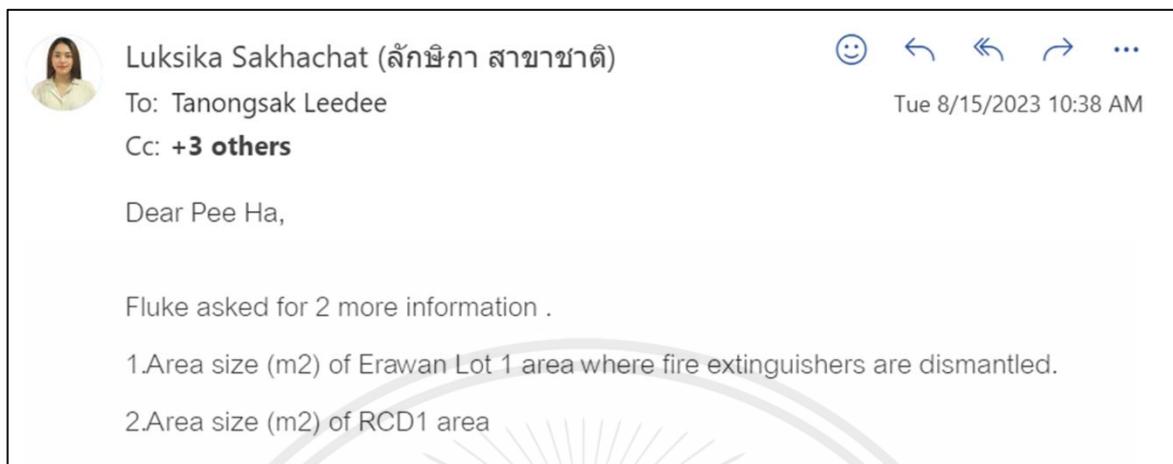 Luksika Sakhachat (ลักษิกา สาขาชาติ)
To: Tanongsak Leedee
Tue 8/15/2023 10:38 AM
Cc: +3 others
Dear Pee Ha,
Fluke asked for 2 more information .
1.Area size (m2) of Erawan Lot 1 area where fire extinguishers are dismantled.
2.Area size (m2) of RCD1 area